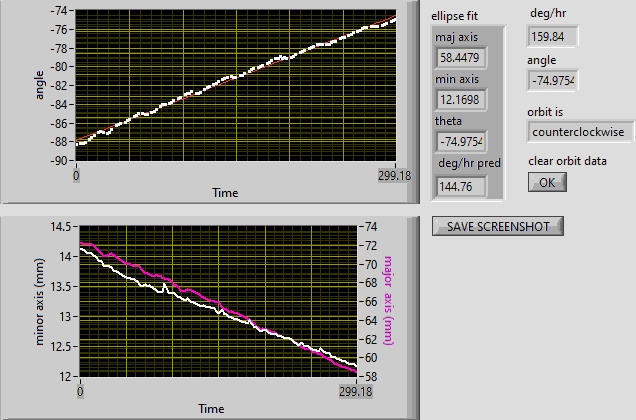 -74
-76
-78
-80
-82
-84
-86
-88
-90
angle
0
299.18
Time
ellipse fit
maj axis
58.4479
min axis
12.1698
theta
-74.9754
deg/hr pred
144.76
deg/hr
159.84
angle
-74.9754
orbit is
counterclockwise
clear orbit data
OK
SAVE SCREENSHOT
14.5
14
13.5
13
12.5
12
minor axis (mm)
74
72
70
68
66
64
62
60
58
major axis (mm)
0
299.18
Time